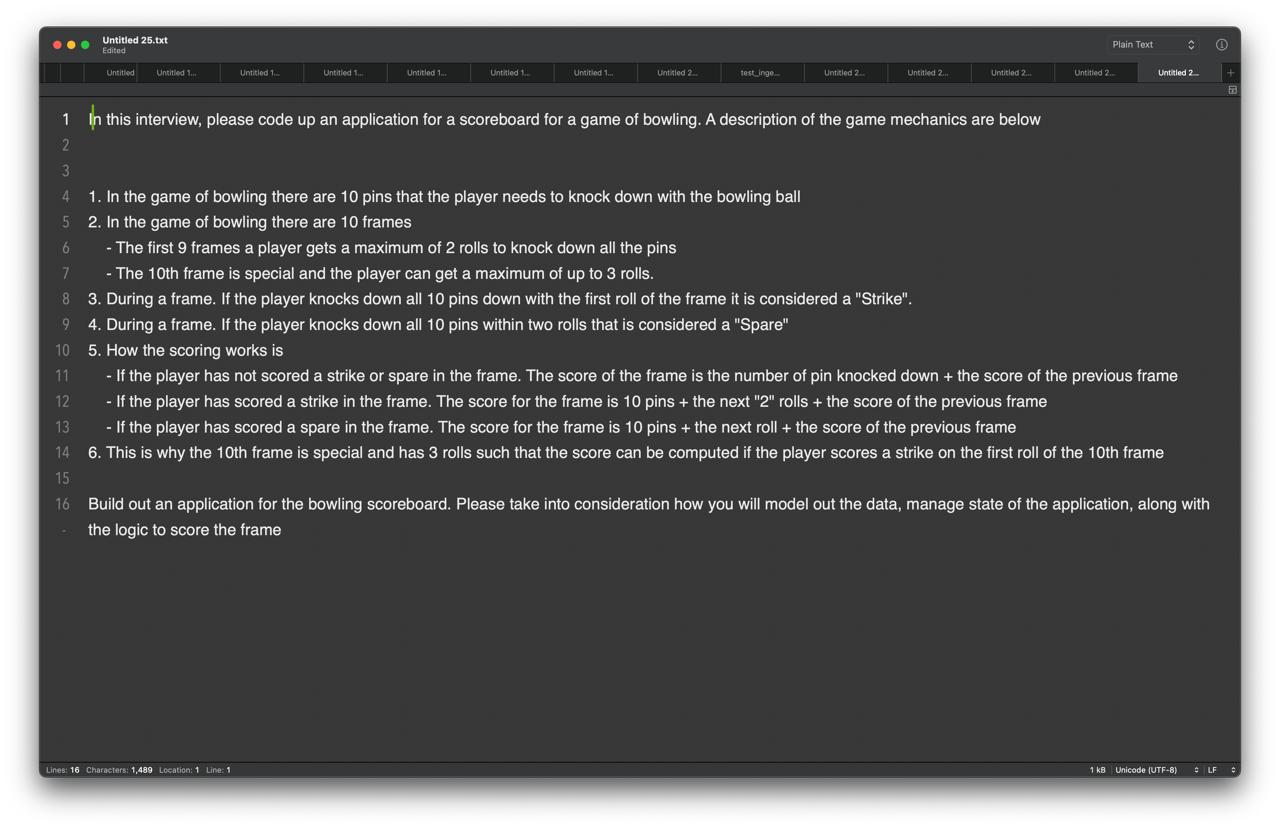 Untitled 25.txt
Edited
Plain Text
Untitled
Untitled 1...
Untitled 1...
Untitled 1...
Untitled 1...
Untitled 1...
Untitled 1...
Untitled 2...
test_inge...
Untitled 2...
Untitled 2...
Untitled 2...
Untitled 2...
Untitled 2...
1 In this interview, please code up an application for a scoreboard for a game of bowling. A description of the game mechanics are below
2
3
4 1. In the game of bowling there are 10 pins that the player needs to knock down with the bowling ball
5 2. In the game of bowling there are 10 frames
6 - The first 9 frames a player gets a maximum of 2 rolls to knock down all the pins
7 - The 10th frame is special and the player can get a maximum of up to 3 rolls.
8 3. During a frame. If the player knocks down all 10 pins down with the first roll of the frame it is considered a "Strike".
9 4. During a frame. If the player knocks down all 10 pins within two rolls that is considered a "Spare"
10 5. How the scoring works is
11 - If the player has not scored a strike or spare in the frame. The score of the frame is the number of pin knocked down + the score of the previous frame
12 - If the player has scored a strike in the frame. The score for the frame is 10 pins + the next "2" rolls + the score of the previous frame
13 - If the player has scored a spare in the frame. The score for the frame is 10 pins + the next roll + the score of the previous frame
14 6. This is why the 10th frame is special and has 3 rolls such that the score can be computed if the player scores a strike on the first roll of the 10th frame
15
16 Build out an application for the bowling scoreboard. Please take into consideration how you will model out the data, manage state of the application, along with
- the logic to score the frame
Lines: 16 Characters: 1,489 Location: 1 Line: 1
1 kB Unicode (UTF-8) LF